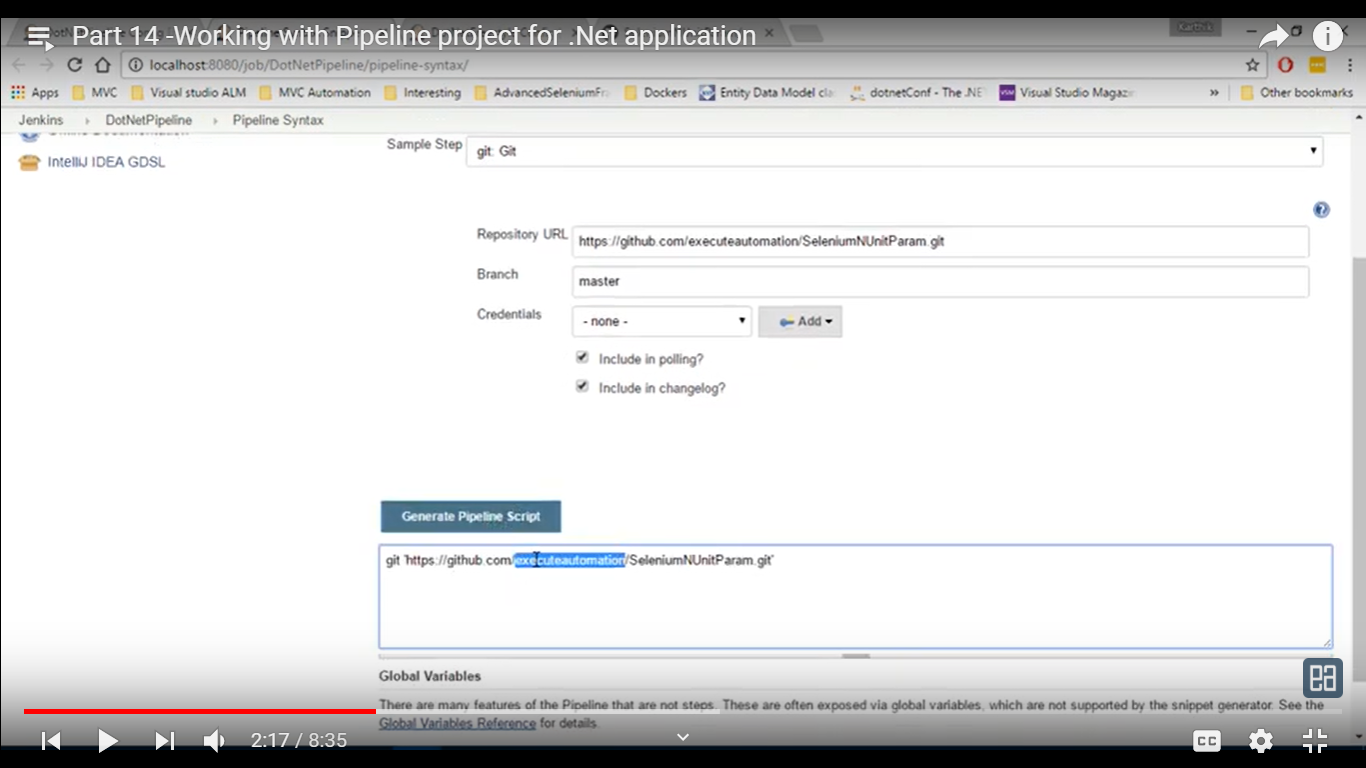 Part 14 -Working with Pipeline project for .Net application
Karthik
localhost:8080/job/DotNetPipeline/pipeline-syntax/
Apps MVC Visual studio ALM MVC Automation Interesting AdvancedSeleniumFr Dockers Entity Data Model cla dotnetConf - The .NE Visual Studio Magazi » Other bookmarks
Jenkins DotNetPipeline Pipeline Syntax
Online Documentation
IntelliJ IDEA GDSL
Sample Step git: Git
Repository URL https://github.com/executeautomation/SeleniumNUnitParam.git
Branch master
Credentials - none - Add
Include in polling?
Include in changelog?
Generate Pipeline Script
git 'https://github.com/executeautomation/SeleniumNUnitParam.git'
Global Variables
There are many features of the Pipeline that are not steps. These are often exposed via global variables, which are not supported by the snippet generator. See the
Global Variables Reference for details.
2:17 / 8:35
CC